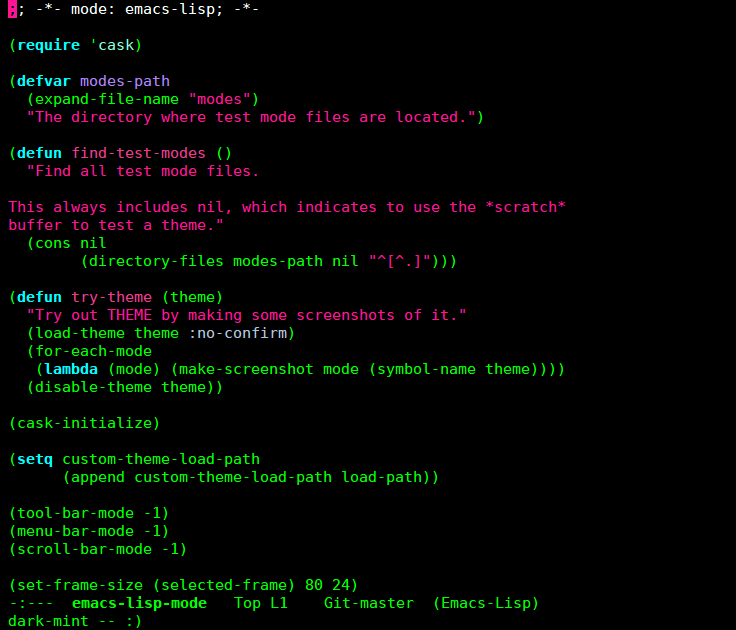 ;; -*- mode: emacs-lisp; -*-

(require 'cask)

(defvar modes-path
  (expand-file-name "modes")
  "The directory where test mode files are located.")

(defun find-test-modes ()
  "Find all test mode files.

This always includes nil, which indicates to use the *scratch*
buffer to test a theme."
  (cons nil
        (directory-files modes-path nil "^[^.]")))

(defun try-theme (theme)
  "Try out THEME by making some screenshots of it."
  (load-theme theme :no-confirm)
  (for-each-mode
   (lambda (mode) (make-screenshot mode (symbol-name theme))))
  (disable-theme theme))

(cask-initialize)

(setq custom-theme-load-path
      (append custom-theme-load-path load-path))

(tool-bar-mode -1)
(menu-bar-mode -1)
(scroll-bar-mode -1)

(set-frame-size (selected-frame) 80 24)
-:---  emacs-lisp-mode   Top L1    Git-master  (Emacs-Lisp)
dark-mint -- :)